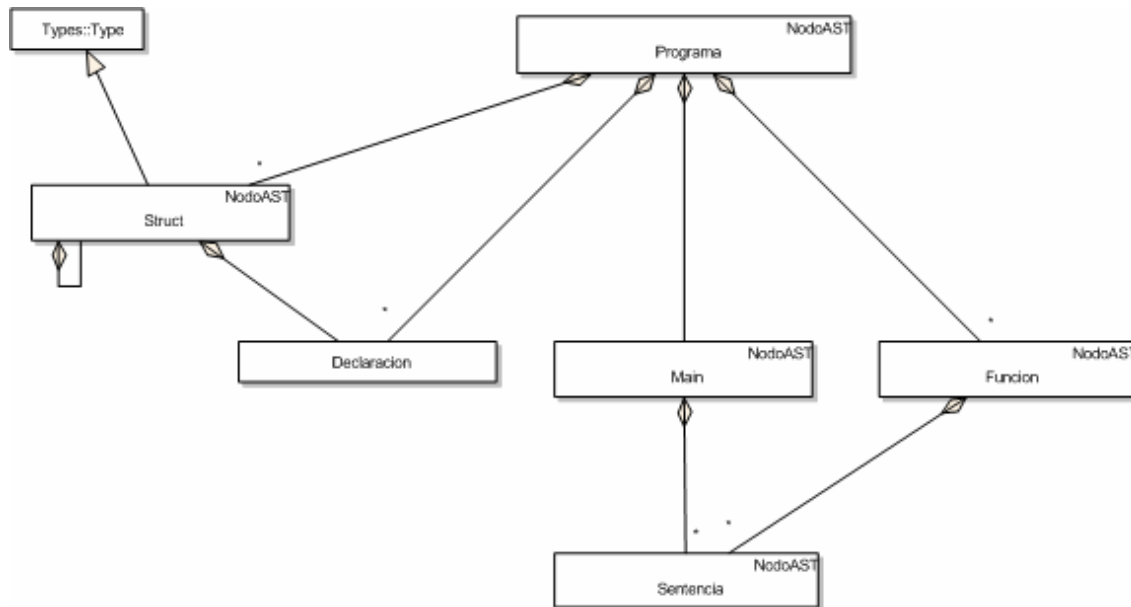 Types::Type
NodoAST
Programa
*
NodoAST
Struct
*
*
Declaracion
NodoAST
Main
NodoAST
Funcion
*
*
NodoAST
Sentencia